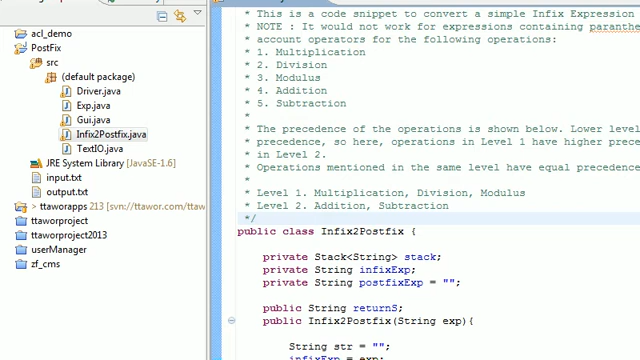 acl_demo
PostFix
src
(default package)
Driver.java
Exp.java
Gui.java
Infix2Postfix.java
TextIO.java
JRE System Library [JavaSE-1.6]
input.txt
output.txt
> ttaworapps 213 [svn://ttawor.com/ttawor
ttaworproject
ttaworproject2013
userManager
zf_cms
* This is a code snippet to convert a simple Infix Expression
* NOTE : It would not work for expressions containing paranthe
account operators for the following operations:
* 1. Multiplication
* 2. Division
* 3. Modulus
* 4. Addition
* 5. Subtraction
*
* The precedence of the operations is shown below. Lower level
* precedence, so here, operations in Level 1 have higher prece
in Level 2.
* Operations mentioned in the same level have equal precedence
*
* Level 1. Multiplication, Division, Modulus
* Level 2. Addition, Subtraction
*/
public class Infix2Postfix {
private Stack<String> stack;
private String infixExp;
private String postfixExp = "";
public String returnS;
public Infix2Postfix(String exp){
String str = "";
infixExp = exp;